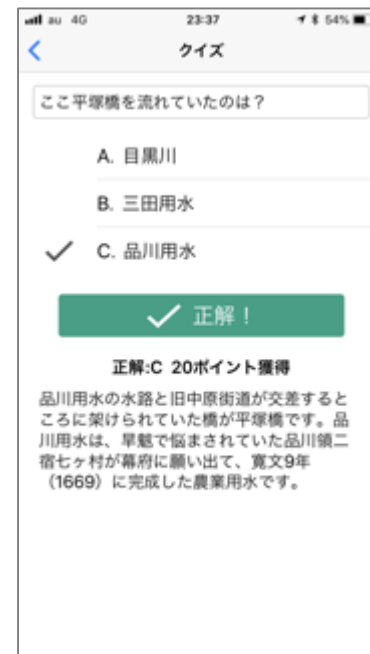 au 4G 23:37 54%
クイズ
ここ平塚橋を流れていたのは？
A. 目黒川
B. 三田用水
C. 品川用水
正解！
正解:C 20ポイント獲得
品川用水の水路と旧中原街道が交差すると
ころに架けられていた橋が平塚橋です。品
川用水は、旱魃で悩まされていた品川領二
宿七ヶ村が幕府に願い出て、寛文9年
（1669）に完成した農業用水です。